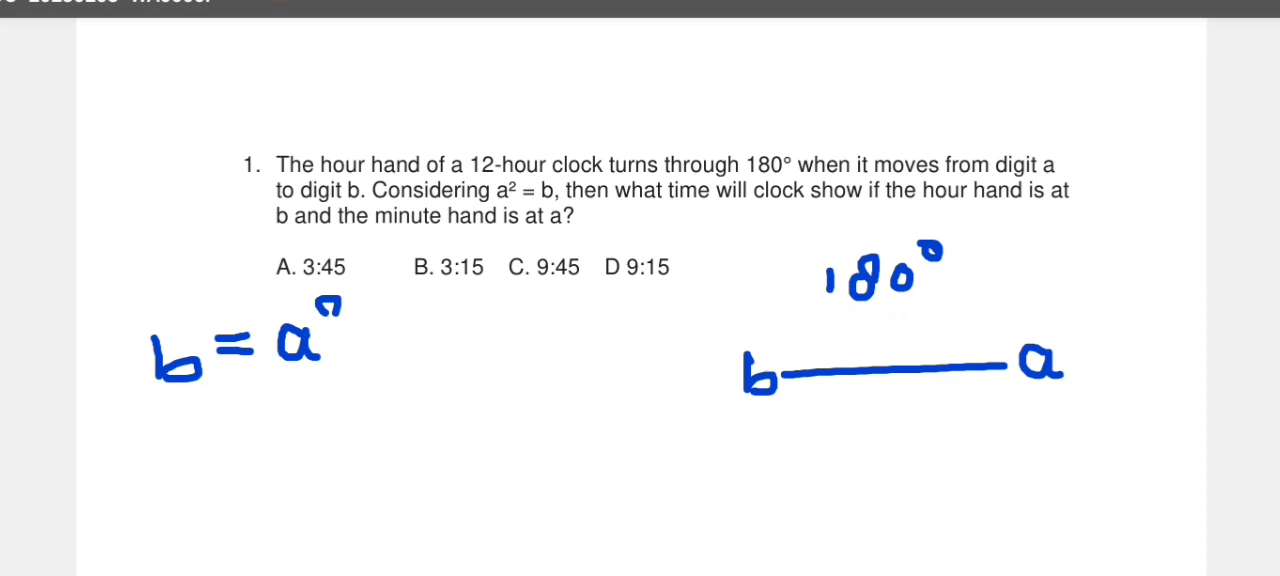 1. The hour hand of a 12-hour clock turns through 180° when it moves from digit a
to digit b. Considering a² = b, then what time will clock show if the hour hand is at
b and the minute hand is at a?
A. 3:45 B. 3:15 C. 9:45 D 9:15
180°
b = a
b a